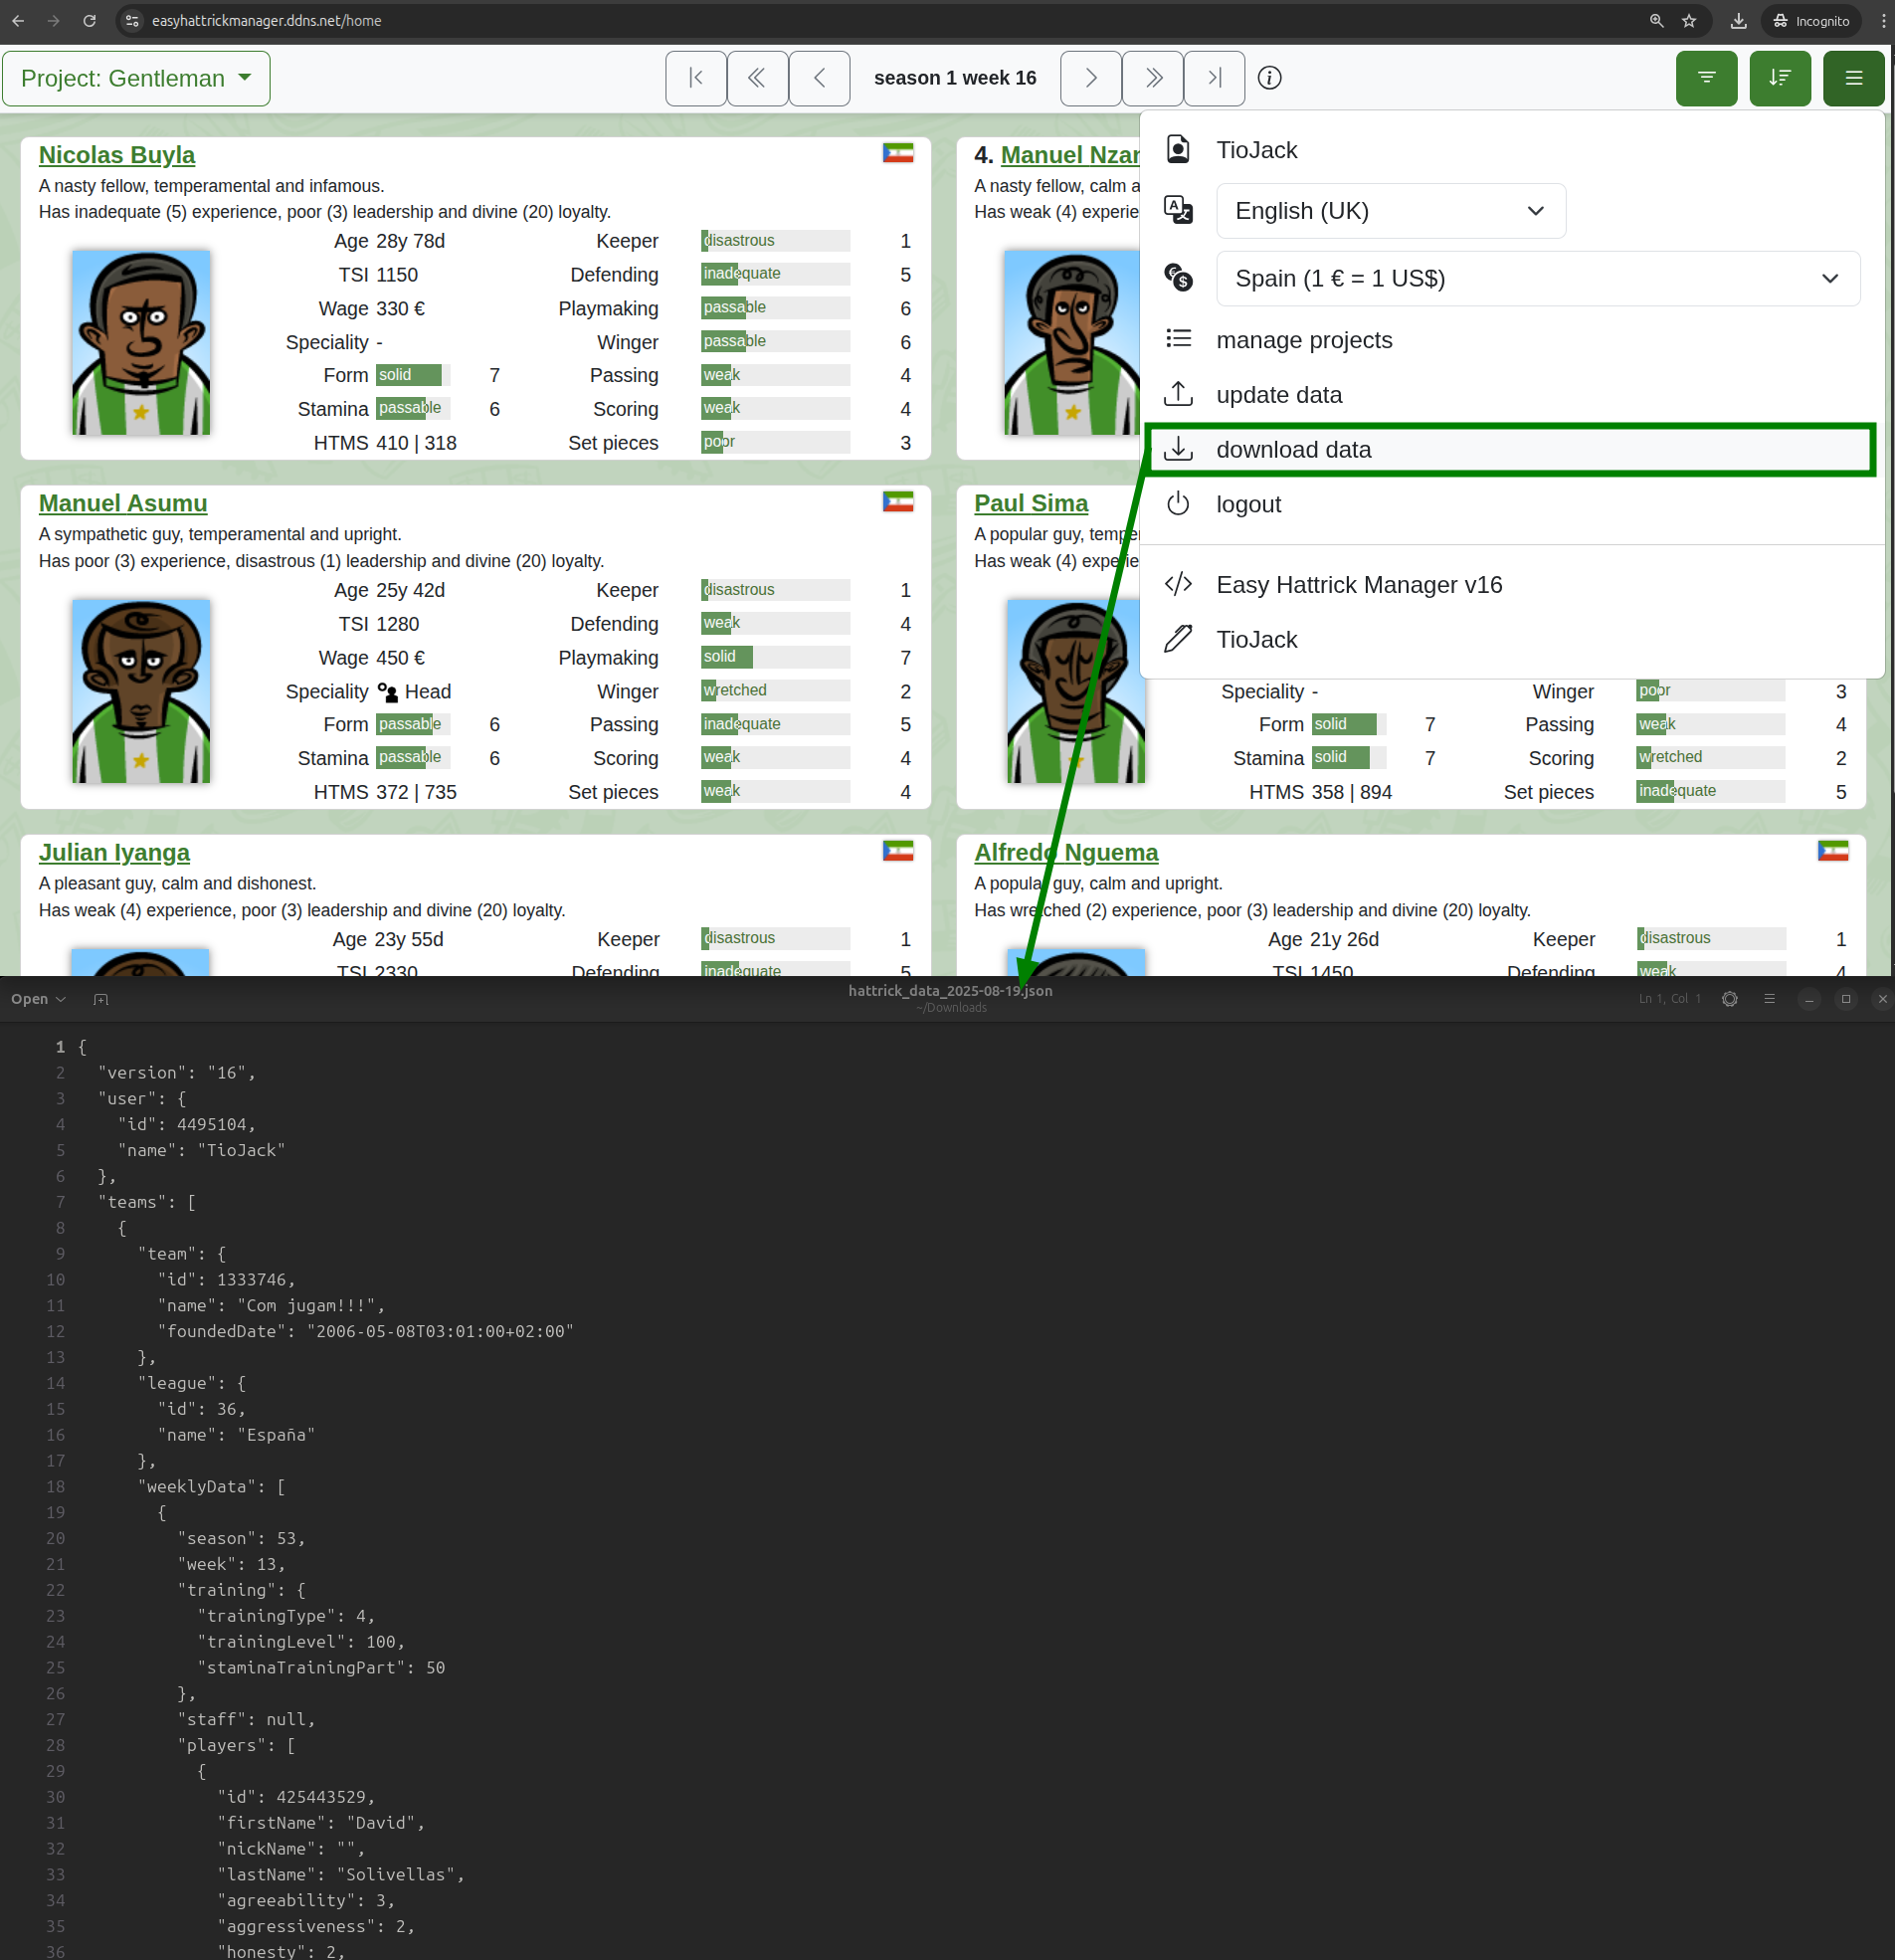 easyhattrickmanager.ddns.net/home
Incognito
Project: Gentleman
season 1 week 16
TioJack
English (UK)
Spain (1 € = 1 US$)
manage projects
update data
download data
logout
Easy Hattrick Manager v16
TioJack
Nicolas Buyla
A nasty fellow, temperamental and infamous.
Has inadequate (5) experience, poor (3) leadership and divine (20) loyalty.
Age 28y 78d Keeper disastrous 1
TSI 1150 Defending inadequate 5
Wage 330 € Playmaking passable 6
Speciality - Winger passable 6
Form solid 7 Passing weak 4
Stamina passable 6 Scoring weak 4
HTMS 410 | 318 Set pieces poor 3
4. Manuel
A nasty fellow, calm
Has weak (4)
Manuel Asumu
A sympathetic guy, temperamental and upright.
Has poor (3) experience, disastrous (1) leadership and divine (20) loyalty.
Age 25y 42d Keeper disastrous 1
TSI 1280 Defending weak 4
Wage 450 € Playmaking solid 7
Speciality Head Winger wretched 2
Form passable 6 Passing inadequate 5
Stamina passable 6 Scoring weak 4
HTMS 372 | 735 Set pieces weak 4
Paul Sima
A popular guy,
Has weak (4)
Speciality - Winger poor 3
Form solid 7 Passing weak 4
Stamina solid 7 Scoring wretched 2
HTMS 358 | 894 Set pieces inadequate 5
Julian Iyanga
A pleasant guy, calm and dishonest.
Has weak (4) experience, poor (3) leadership and divine (20) loyalty.
Age 23y 55d Keeper disastrous 1
TSI 2330 Defending inadequate 5
Alfredo Nguema
A popular guy, calm and upright.
Has wretched (2) experience, poor (3) leadership and divine (20) loyalty.
Age 21y 26d Keeper disastrous 1
TSI 1450 Defending weak 4
Open
hattrick_data_2025-08-19.json
~/Downloads
Ln 1, Col 1
1 {
2 "version": "16",
3 "user": {
4 "id": 4495104,
5 "name": "TioJack"
6 },
7 "teams": [
8 {
9 "team": {
10 "id": 1333746,
11 "name": "Com jugam!!!",
12 "foundedDate": "2006-05-08T03:01:00+02:00"
13 },
14 "league": {
15 "id": 36,
16 "name": "España"
17 },
18 "weeklyData": [
19 {
20 "season": 53,
21 "week": 13,
22 "training": {
23 "trainingType": 4,
24 "trainingLevel": 100,
25 "staminaTrainingPart": 50
26 },
27 "staff": null,
28 "players": [
29 {
30 "id": 425443529,
31 "firstName": "David",
32 "nickName": "",
33 "lastName": "Solivellas",
34 "agreeability": 3,
35 "aggressiveness": 2,
36 "honesty": 2,